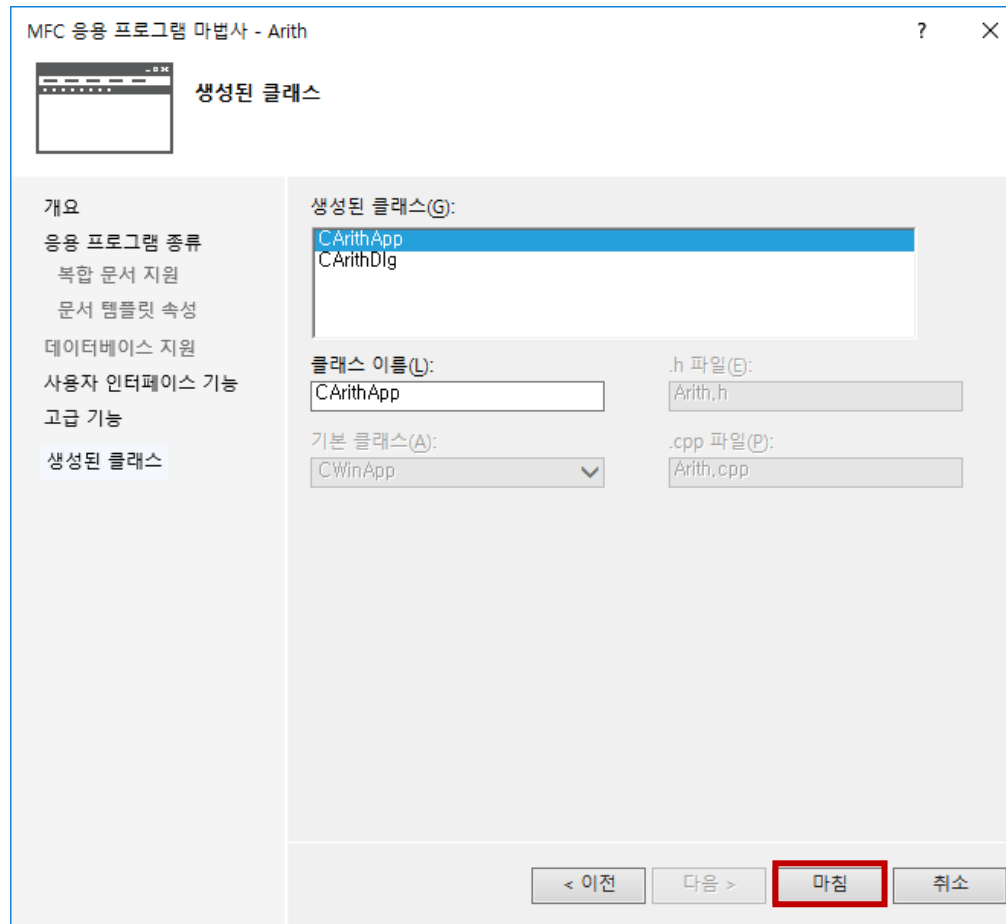 MFC 응용 프로그램 마법사 - Arith
?
생성된 클래스
개요
응용 프로그램 종류
복합 문서 지원
문서 템플릿 속성
데이터베이스 지원
사용자 인터페이스 기능
고급 기능
생성된 클래스
생성된 클래스(G):
CArithApp
CArithDlg
클래스 이름(L):
.h 파일(E):
CArithApp
Arith.h
기본 클래스(A):
.cpp 파일(P):
CWinApp
Arith.cpp
< 이전
다음 >
마침
취소